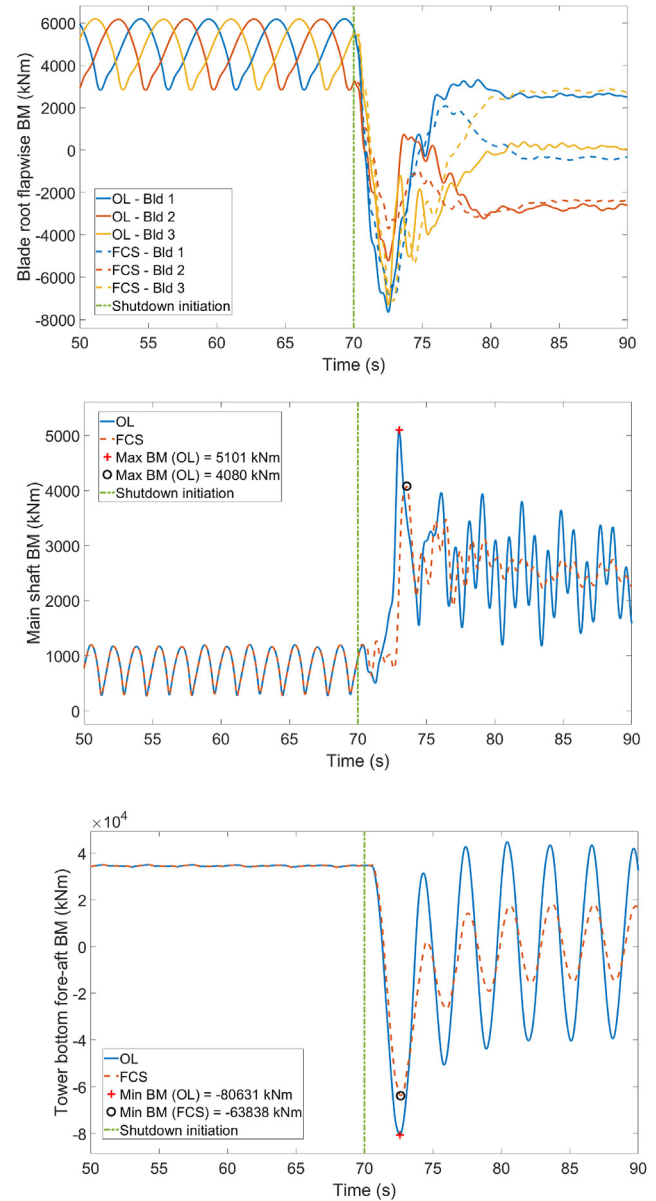 Blade root flapwise BM (kNm)
6000
4000
2000
0
-2000
-4000
-6000
-8000
OL - Bld 1
OL - Bld 2
OL - Bld 3
FCS - Bld 1
FCS - Bld 2
FCS - Bld 3
Shutdown initiation
50 55 60 65 70 75 80 85 90
Time (s)
Main shaft BM (kNm)
5000
4000
3000
2000
1000
0
OL
FCS
Max BM (OL) = 5101 kNm
Max BM (OL) = 4080 kNm
Shutdown initiation
50 55 60 65 70 75 80 85 90
Time (s)
×10⁴
Tower bottom fore-aft BM (kNm)
4
2
0
-2
-4
-6
-8
OL
FCS
Min BM (OL) = -80631 kNm
Min BM (FCS) = -63838 kNm
Shutdown initiation
50 55 60 65 70 75 80 85 90
Time (s)